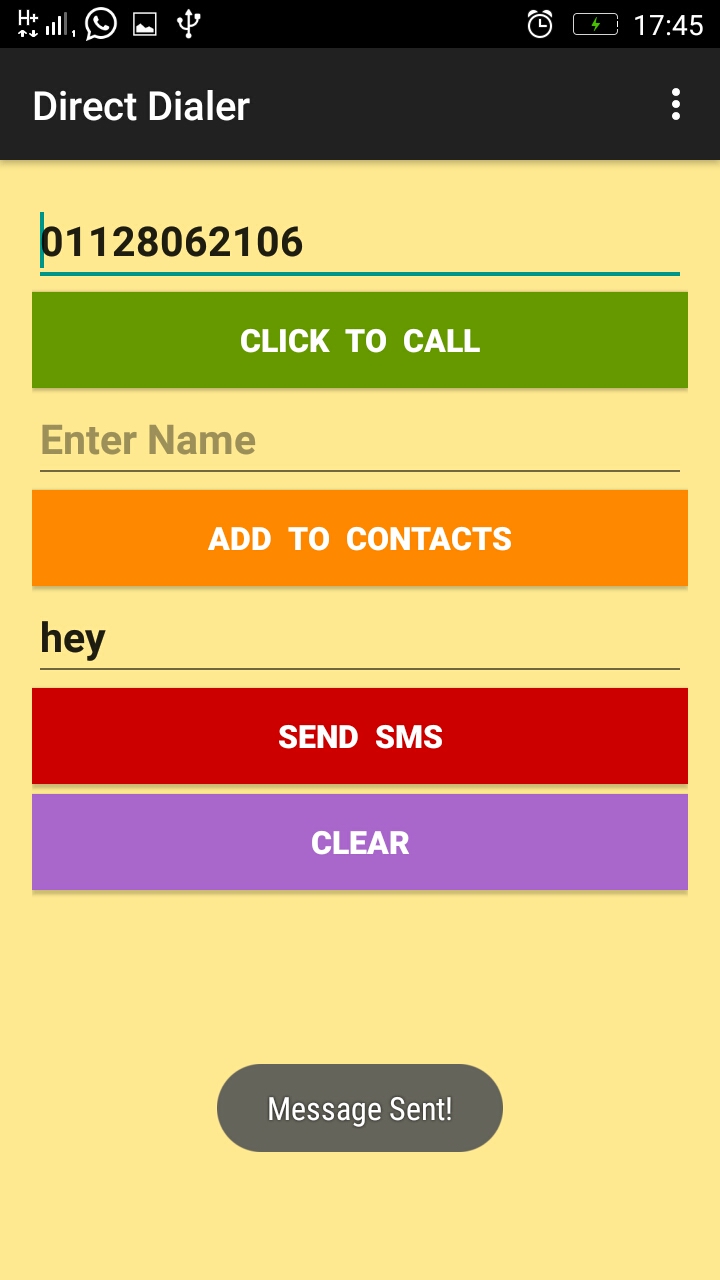 H+ 1 17:45
Direct Dialer
01128062106
CLICK TO CALL
Enter Name
ADD TO CONTACTS
hey
SEND SMS
CLEAR
Message Sent!